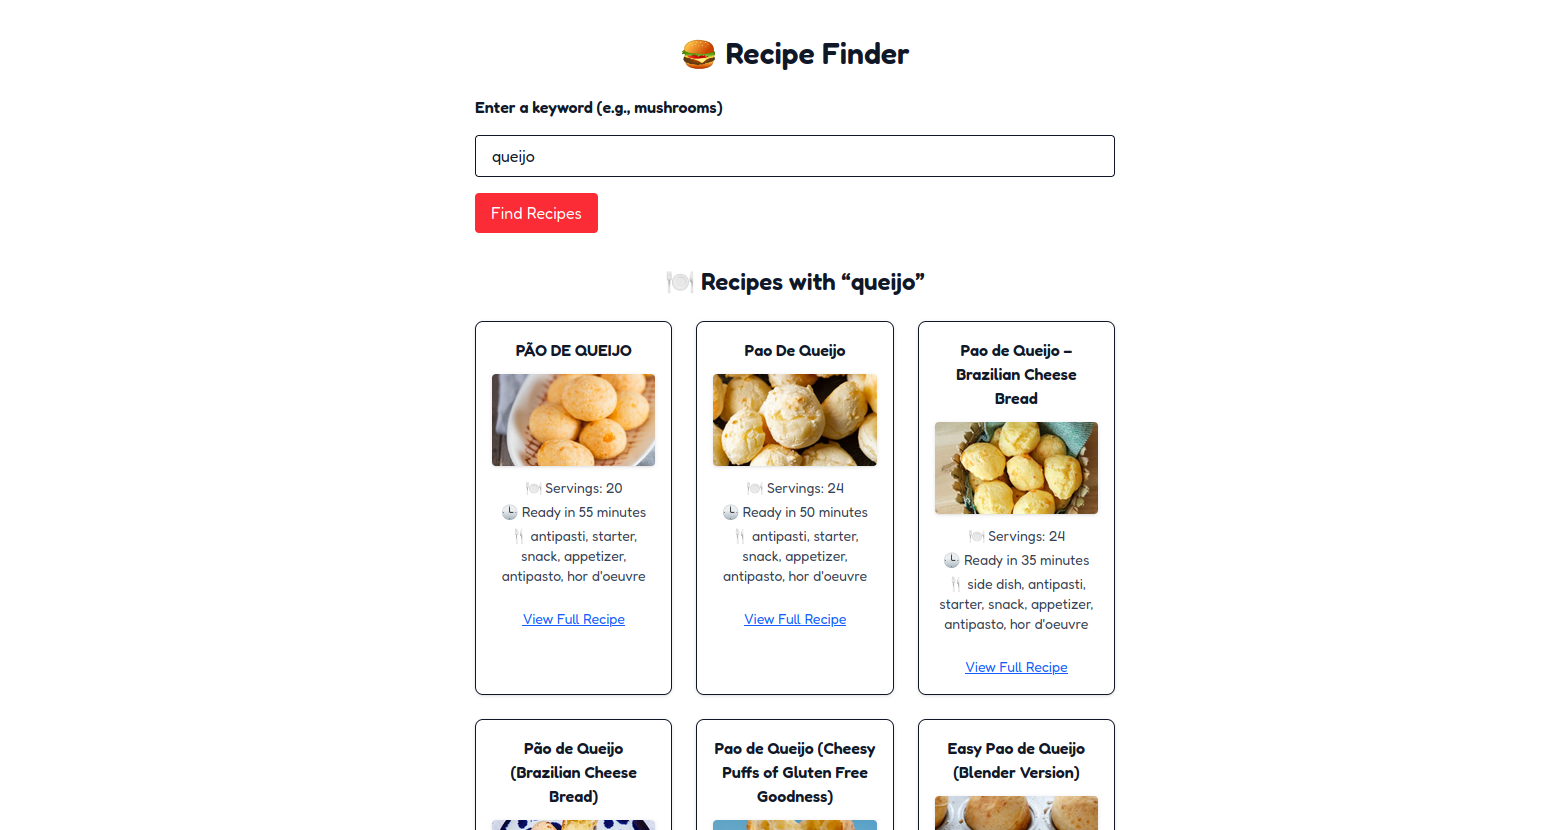 🍔 Recipe Finder
Enter a keyword (e.g., mushrooms)
queijo
Find Recipes
🍽️ Recipes with “queijo”
PÃO DE QUEIJO
🍽️ Servings: 20
🕒 Ready in 55 minutes
🍴 antipasti, starter,
snack, appetizer,
antipasto, hor d'oeuvre
View Full Recipe
Pao De Queijo
🍽️ Servings: 24
🕒 Ready in 50 minutes
🍴 antipasti, starter,
snack, appetizer,
antipasto, hor d'oeuvre
View Full Recipe
Pao de Queijo –
Brazilian Cheese
Bread
🍽️ Servings: 24
🕒 Ready in 35 minutes
🍴 side dish, antipasti,
starter, snack, appetizer,
antipasto, hor d'oeuvre
View Full Recipe
Pão de Queijo
(Brazilian Cheese
Bread)
Pao de Queijo (Cheesy
Puffs of Gluten Free
Goodness)
Easy Pao de Queijo
(Blender Version)